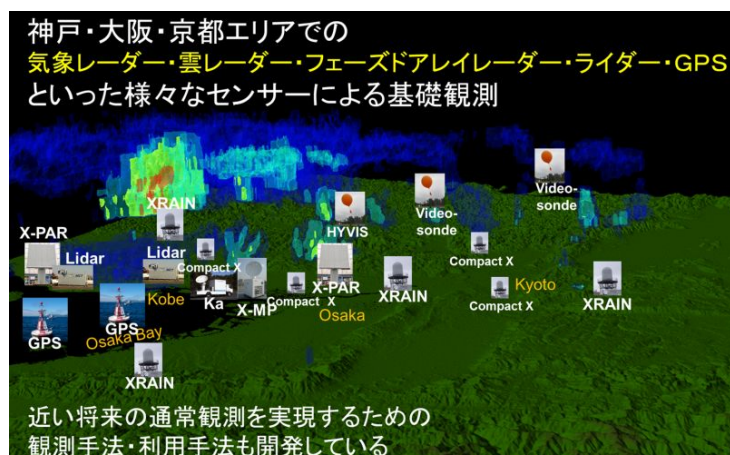 神戸・大阪・京都エリアでの
気象レーダー・雲レーダー・フェーズドアレイレーダー・ライダー・GPS
といった様々なセンサーによる基礎観測
XRAIN
X-PAR
Lidar
Lidar
Compact X
HYVIS
Video-
sonde
Video-
sonde
Kobe
Ka
X-MP
Compact X
X-PAR
Osaka
XRAIN
Compact X
Compact X
Kyoto
XRAIN
GPS
GPS
Osaka Bay
XRAIN
近い将来の通常観測を実現するための
観測手法・利用手法も開発している